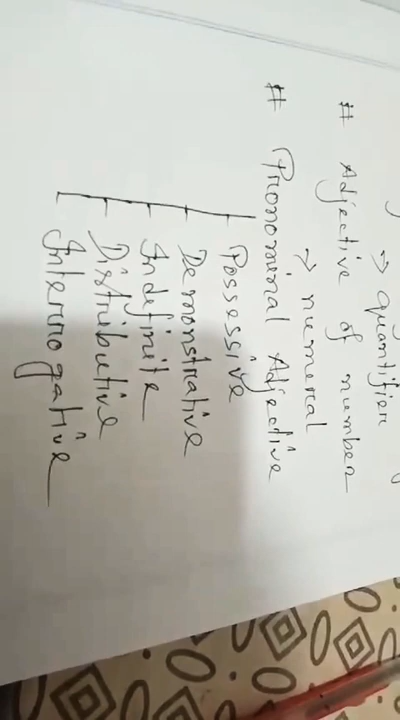 → quantifier
# Adjective of number
→ numeral
# Pronominal Adjective
Possessive
Demonstrative
Indefinite
Distributive
Interrogative